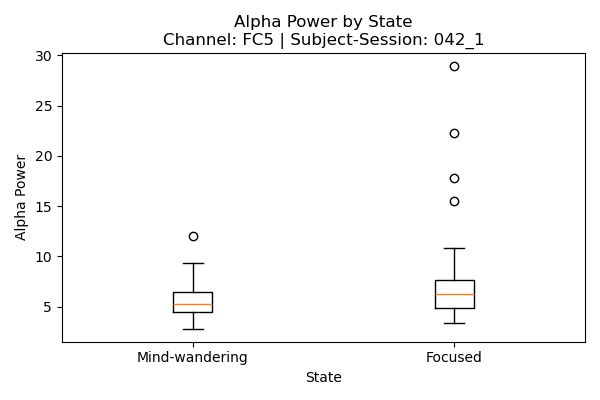 Alpha Power by State
Channel: FC5 | Subject-Session: 042_1
30
25
20
15
10
5
Alpha Power
Mind-wandering
Focused
State